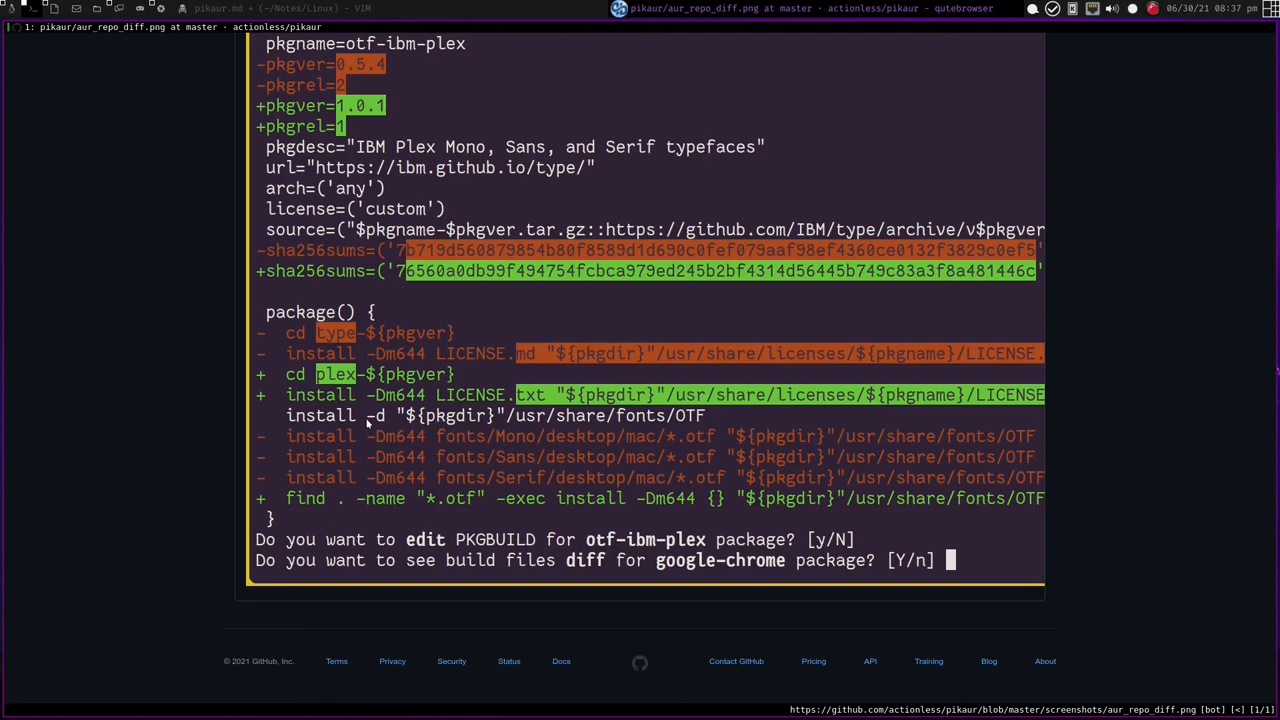 pikaur.md + (~/Notes/Linux) - VIM
pikaur/aur_repo_diff.png at master · actionless/pikaur - qutebrowser
06/30/21 08:37 pm
1: pikaur/aur_repo_diff.png at master · actionless/pikaur
pkgname=otf-ibm-plex
-pkgver=0.5.4
-pkgrel=2
+pkgver=1.0.1
+pkgrel=1
pkgdesc="IBM Plex Mono, Sans, and Serif typefaces"
url="https://ibm.github.io/type/"
arch=('any')
license=('custom')
source=("$pkgname-$pkgver.tar.gz::https://github.com/IBM/type/archive/v$pkgver
-sha256sums=('7b719d560879854b80f8589d1d690c0fef079aaf98ef4360ce0132f3829c0ef5'
+sha256sums=('76560a0db99f494754fcbca979ed245b2bf4314d56445b749c83a3f8a481446c'
package() {
-  cd type-${pkgver}
-  install -Dm644 LICENSE.md "${pkgdir}"/usr/share/licenses/${pkgname}/LICENSE.
+  cd plex-${pkgver}
+  install -Dm644 LICENSE.txt "${pkgdir}"/usr/share/licenses/${pkgname}/LICENSE
install -d "${pkgdir}"/usr/share/fonts/OTF
-  install -Dm644 fonts/Mono/desktop/mac/*.otf "${pkgdir}"/usr/share/fonts/OTF
-  install -Dm644 fonts/Sans/desktop/mac/*.otf "${pkgdir}"/usr/share/fonts/OTF
-  install -Dm644 fonts/Serif/desktop/mac/*.otf "${pkgdir}"/usr/share/fonts/OTF
+  find . -name "*.otf" -exec install -Dm644 {} "${pkgdir}"/usr/share/fonts/OTF
}
Do you want to edit PKGBUILD for otf-ibm-plex package? [y/N]
Do you want to see build files diff for google-chrome package? [Y/n]
© 2021 GitHub, Inc. Terms Privacy Security Status Docs Contact GitHub Pricing API Training Blog About
https://github.com/actionless/pikaur/blob/master/screenshots/aur_repo_diff.png [bot] [<] [1/1]